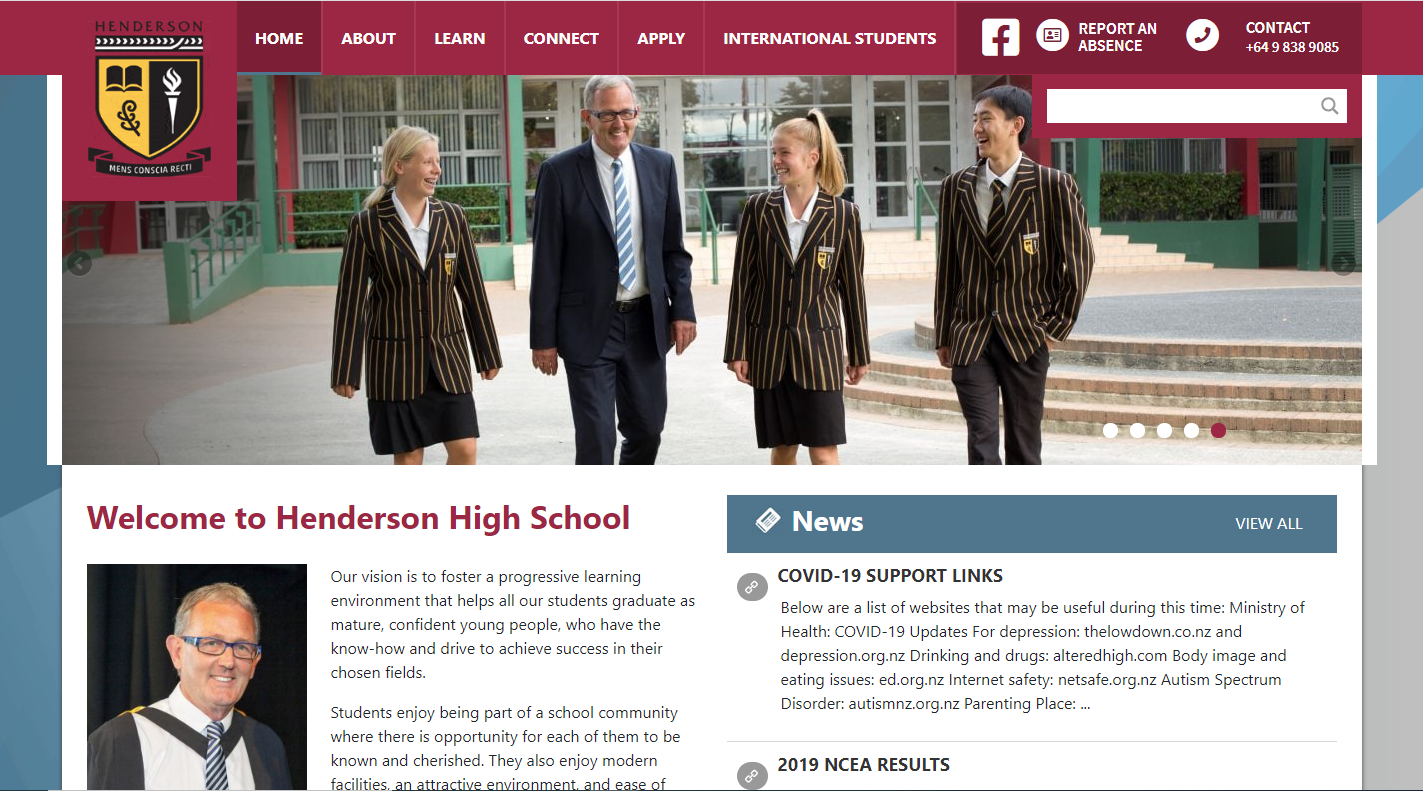 HENDERSON
MENS CONSCIA RECTI
HOME
ABOUT
LEARN
CONNECT
APPLY
INTERNATIONAL STUDENTS
REPORT AN
ABSENCE
CONTACT
+64 9 838 9085
Welcome to Henderson High School
Our vision is to foster a progressive learning
environment that helps all our students graduate as
mature, confident young people, who have the
know-how and drive to achieve success in their
chosen fields.
Students enjoy being part of a school community
where there is opportunity for each of them to be
known and cherished. They also enjoy modern
facilities, an attractive environment, and ease of
News
VIEW ALL
COVID-19 SUPPORT LINKS
Below are a list of websites that may be useful during this time: Ministry of
Health: COVID-19 Updates For depression: thelowdown.co.nz and
depression.org.nz Drinking and drugs: alteredhigh.com Body image and
eating issues: ed.org.nz Internet safety: netsafe.org.nz Autism Spectrum
Disorder: autismnz.org.nz Parenting Place: ...
2019 NCEA RESULTS